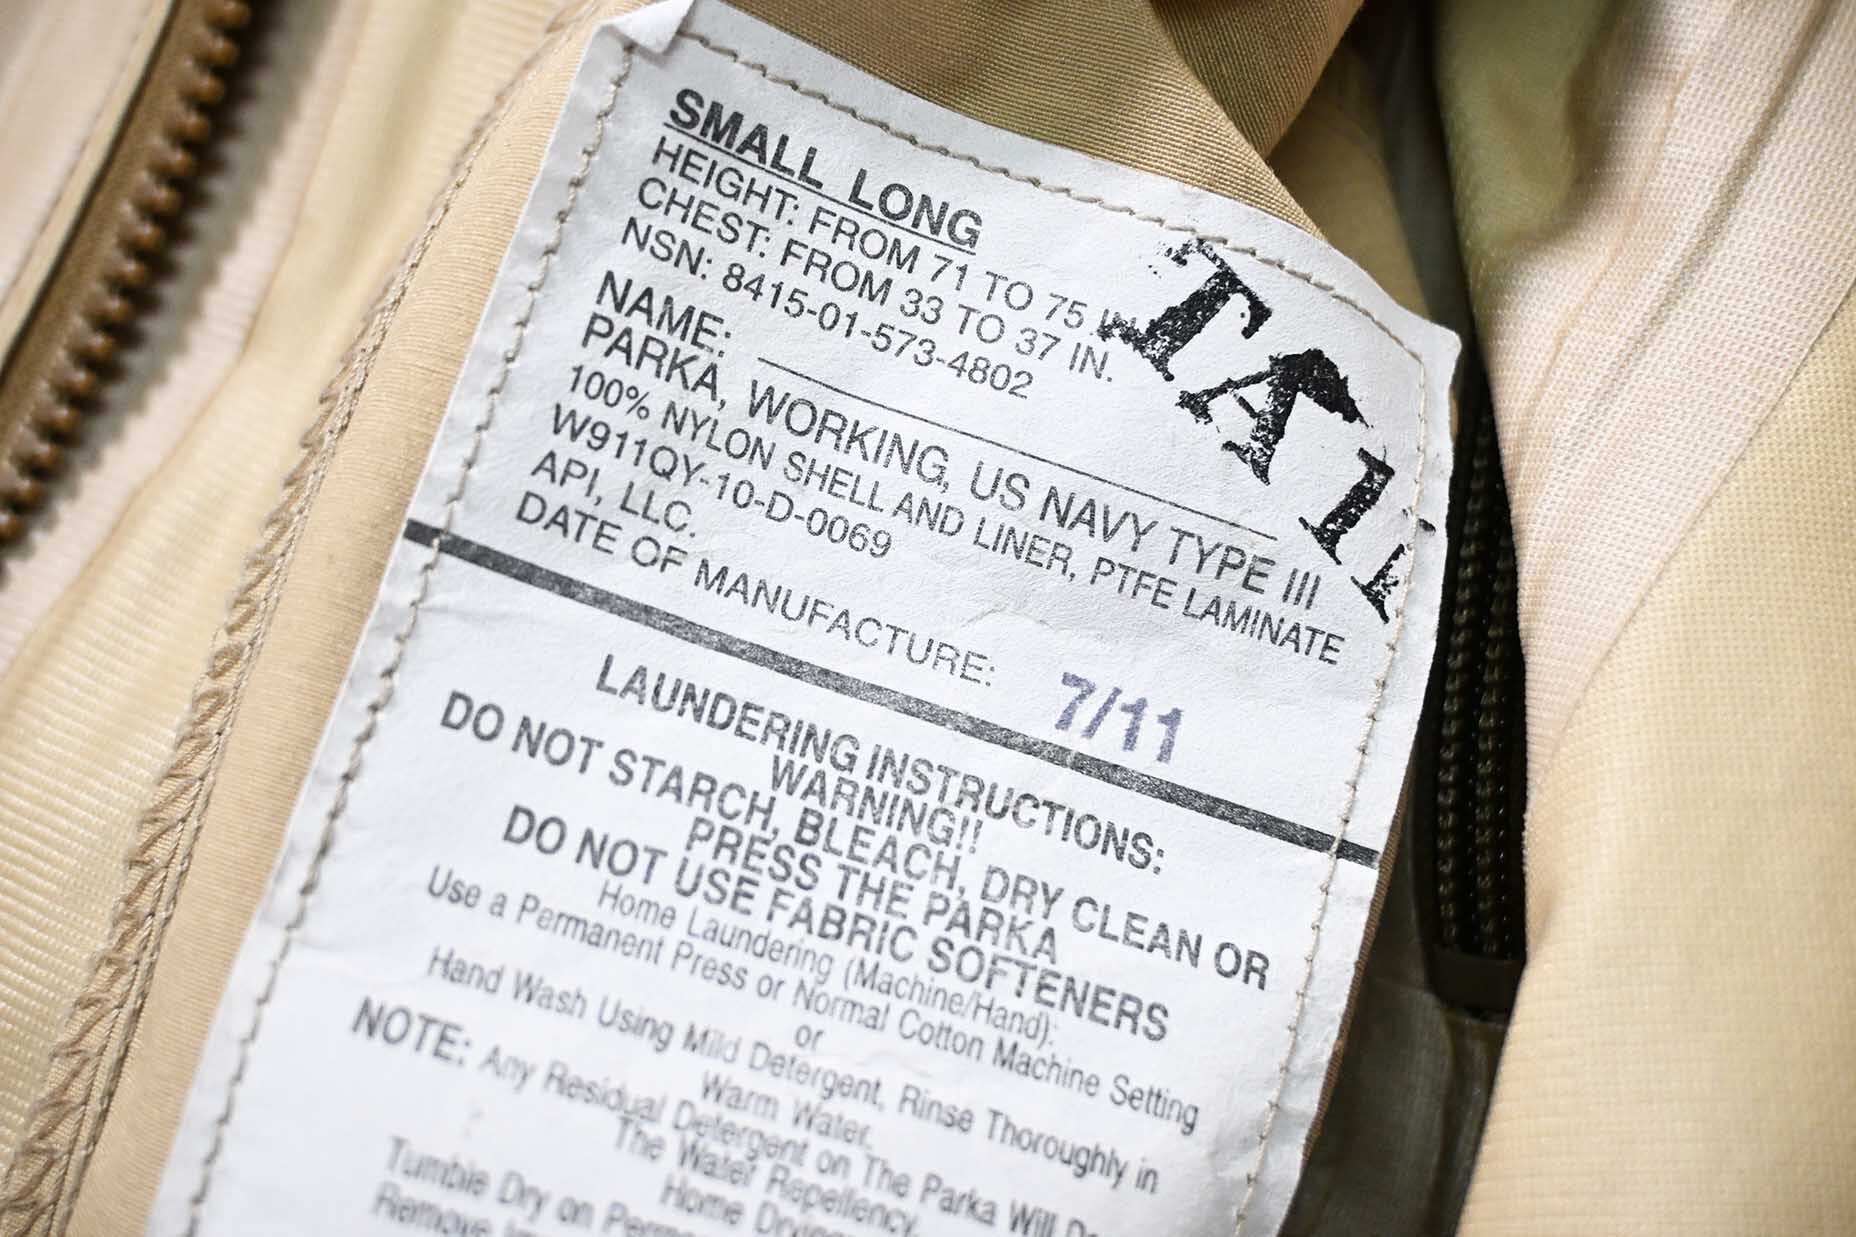 SMALL LONG
HEIGHT: FROM 71 TO 75 IN.
CHEST: FROM 33 TO 37 IN.
NSN: 8415-01-573-4802
NAME:
PARKA, WORKING, US NAVY TYPE III
100% NYLON SHELL AND LINER, PTFE LAMINATE
W911QY-10-D-0069
API, LLC.
DATE OF MANUFACTURE: 7/11
LAUNDERING INSTRUCTIONS:
WARNING!!
DO NOT STARCH, BLEACH, DRY CLEAN OR
PRESS THE PARKA
DO NOT USE FABRIC SOFTENERS
Home Laundering (Machine/Hand):
Use a Permanent Press or Normal Cotton Machine Setting
or
Hand Wash Using Mild Detergent, Rinse Thoroughly in
Warm Water.
NOTE: Any Residual Detergent on The Parka Will
The Water Repellency.
Home
Tumble Dry on
Remove